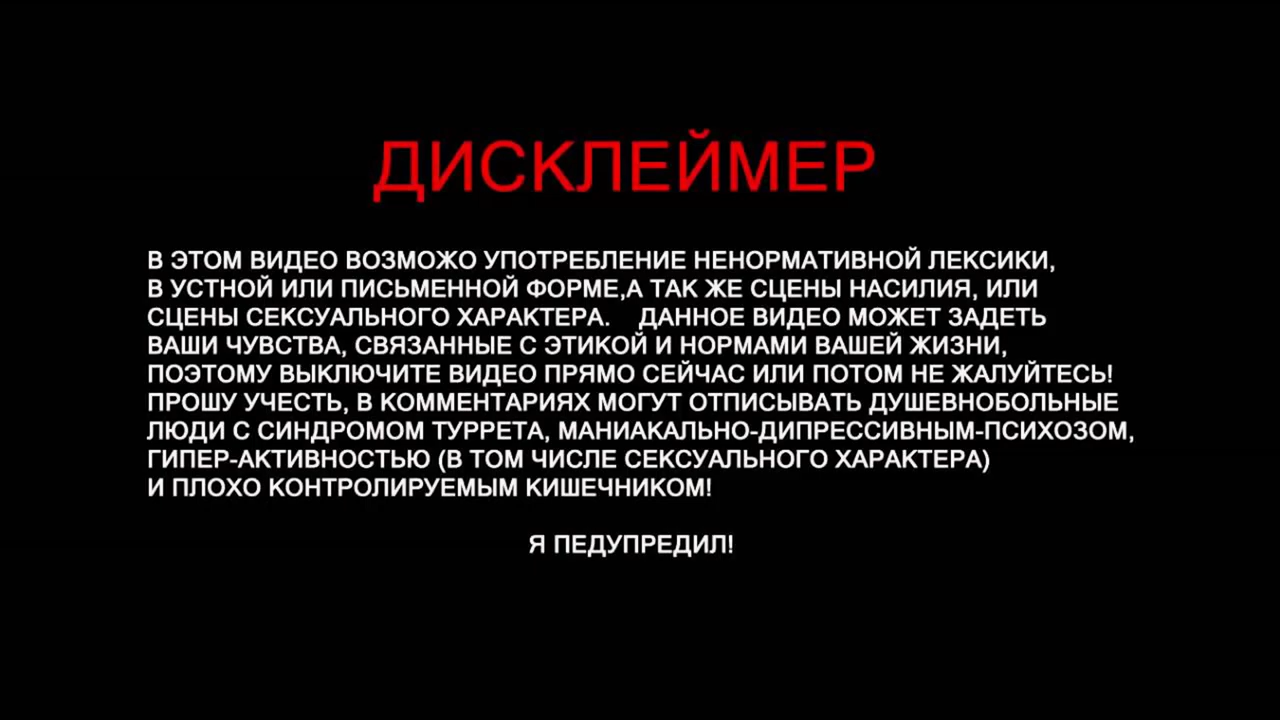 ДИСКЛЕЙМЕР
В ЭТОМ ВИДЕО ВОЗМОЖО УПОТРЕБЛЕНИЕ НЕНОРМАТИВНОЙ ЛЕКСИКИ,
В УСТНОЙ ИЛИ ПИСЬМЕННОЙ ФОРМЕ,А ТАК ЖЕ СЦЕНЫ НАСИЛИЯ, ИЛИ
СЦЕНЫ СЕКСУАЛЬНОГО ХАРАКТЕРА. ДАННОЕ ВИДЕО МОЖЕТ ЗАДЕТЬ
ВАШИ ЧУВСТВА, СВЯЗАННЫЕ С ЭТИКОЙ И НОРМАМИ ВАШЕЙ ЖИЗНИ,
ПОЭТОМУ ВЫКЛЮЧИТЕ ВИДЕО ПРЯМО СЕЙЧАС ИЛИ ПОТОМ НЕ ЖАЛУЙТЕСЬ!
ПРОШУ УЧЕСТЬ, В КОММЕНТАРИЯХ МОГУТ ОТПИСЫВАТЬ ДУШЕВНОБОЛЬНЫЕ
ЛЮДИ С СИНДРОМОМ ТУРРЕТА, МАНИАКАЛЬНО-ДИПРЕССИВНЫМ-ПСИХОЗОМ,
ГИПЕР-АКТИВНОСТЬЮ (В ТОМ ЧИСЛЕ СЕКСУАЛЬНОГО ХАРАКТЕРА)
И ПЛОХО КОНТРОЛИРУЕМЫМ КИШЕЧНИКОМ!
Я ПЕДУПРЕДИЛ!